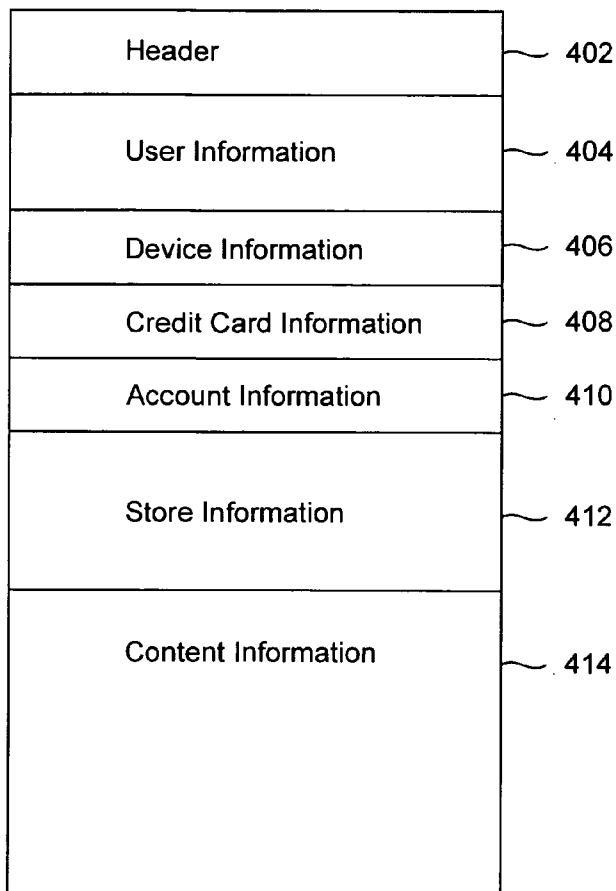 Header 402
User Information 404
Device Information 406
Credit Card Information 408
Account Information 410
Store Information 412
Content Information 414